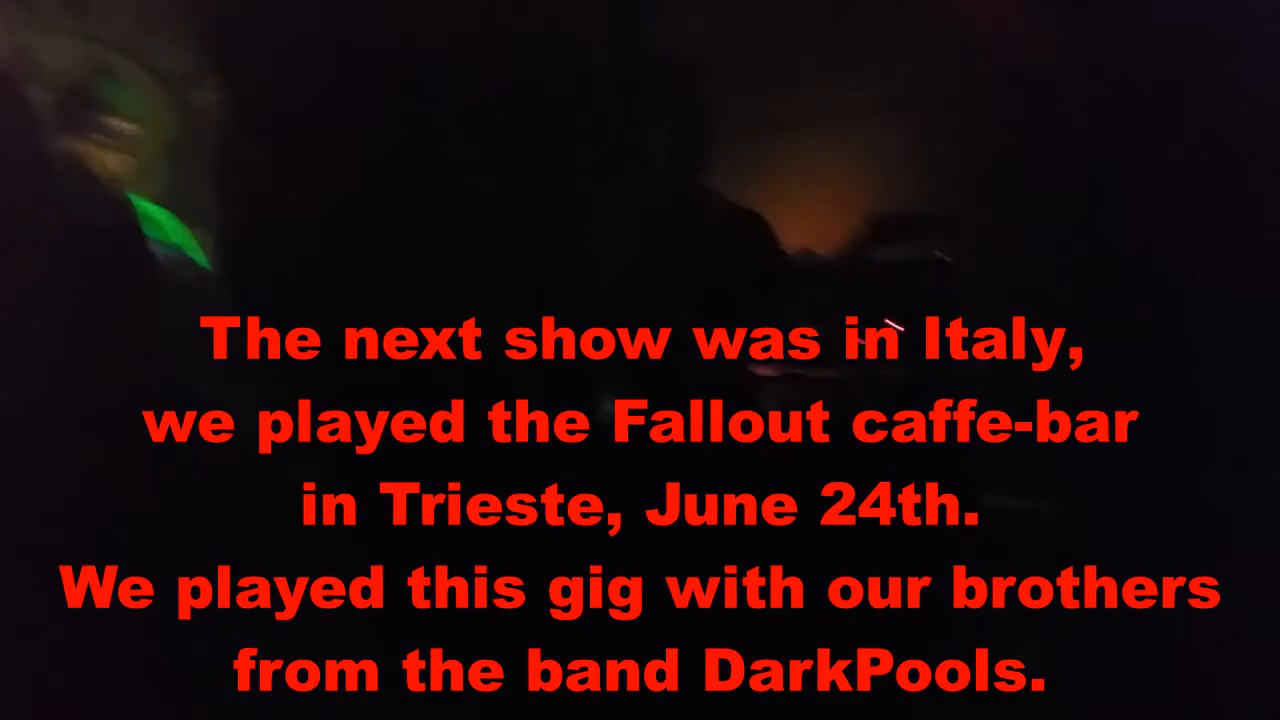 The next show was in Italy,
we played the Fallout caffe-bar
in Trieste, June 24th.
We played this gig with our brothers
from the band DarkPools.